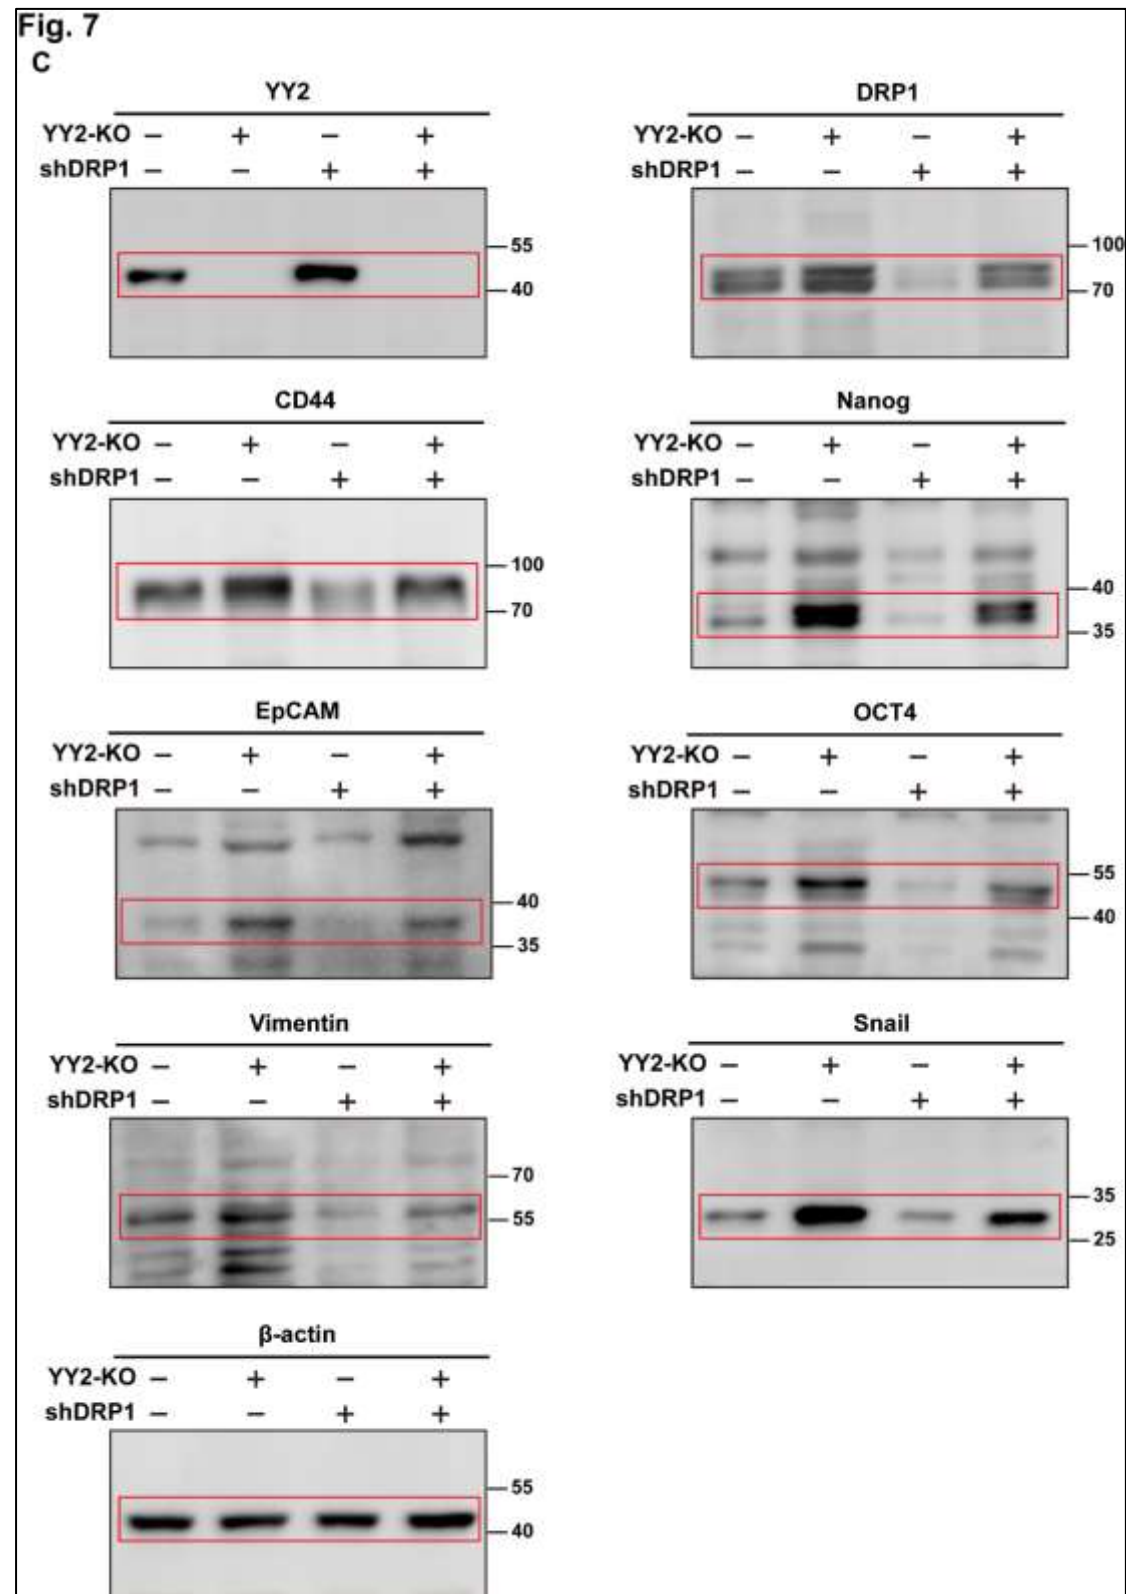 Fig. 7
C
YY2
YY2-KO – + – +
shDRP1 – – + +
55
40
DRP1
YY2-KO – + – +
shDRP1 – – + +
100
70
CD44
YY2-KO – + – +
shDRP1 – – + +
100
70
Nanog
YY2-KO – + – +
shDRP1 – – + +
40
35
EpCAM
YY2-KO – + – +
shDRP1 – – + +
40
35
OCT4
YY2-KO – + – +
shDRP1 – – + +
55
40
Vimentin
YY2-KO – + – +
shDRP1 – – + +
70
55
Snail
YY2-KO – + – +
shDRP1 – – + +
35
25
β-actin
YY2-KO – + – +
shDRP1 – – + +
55
40